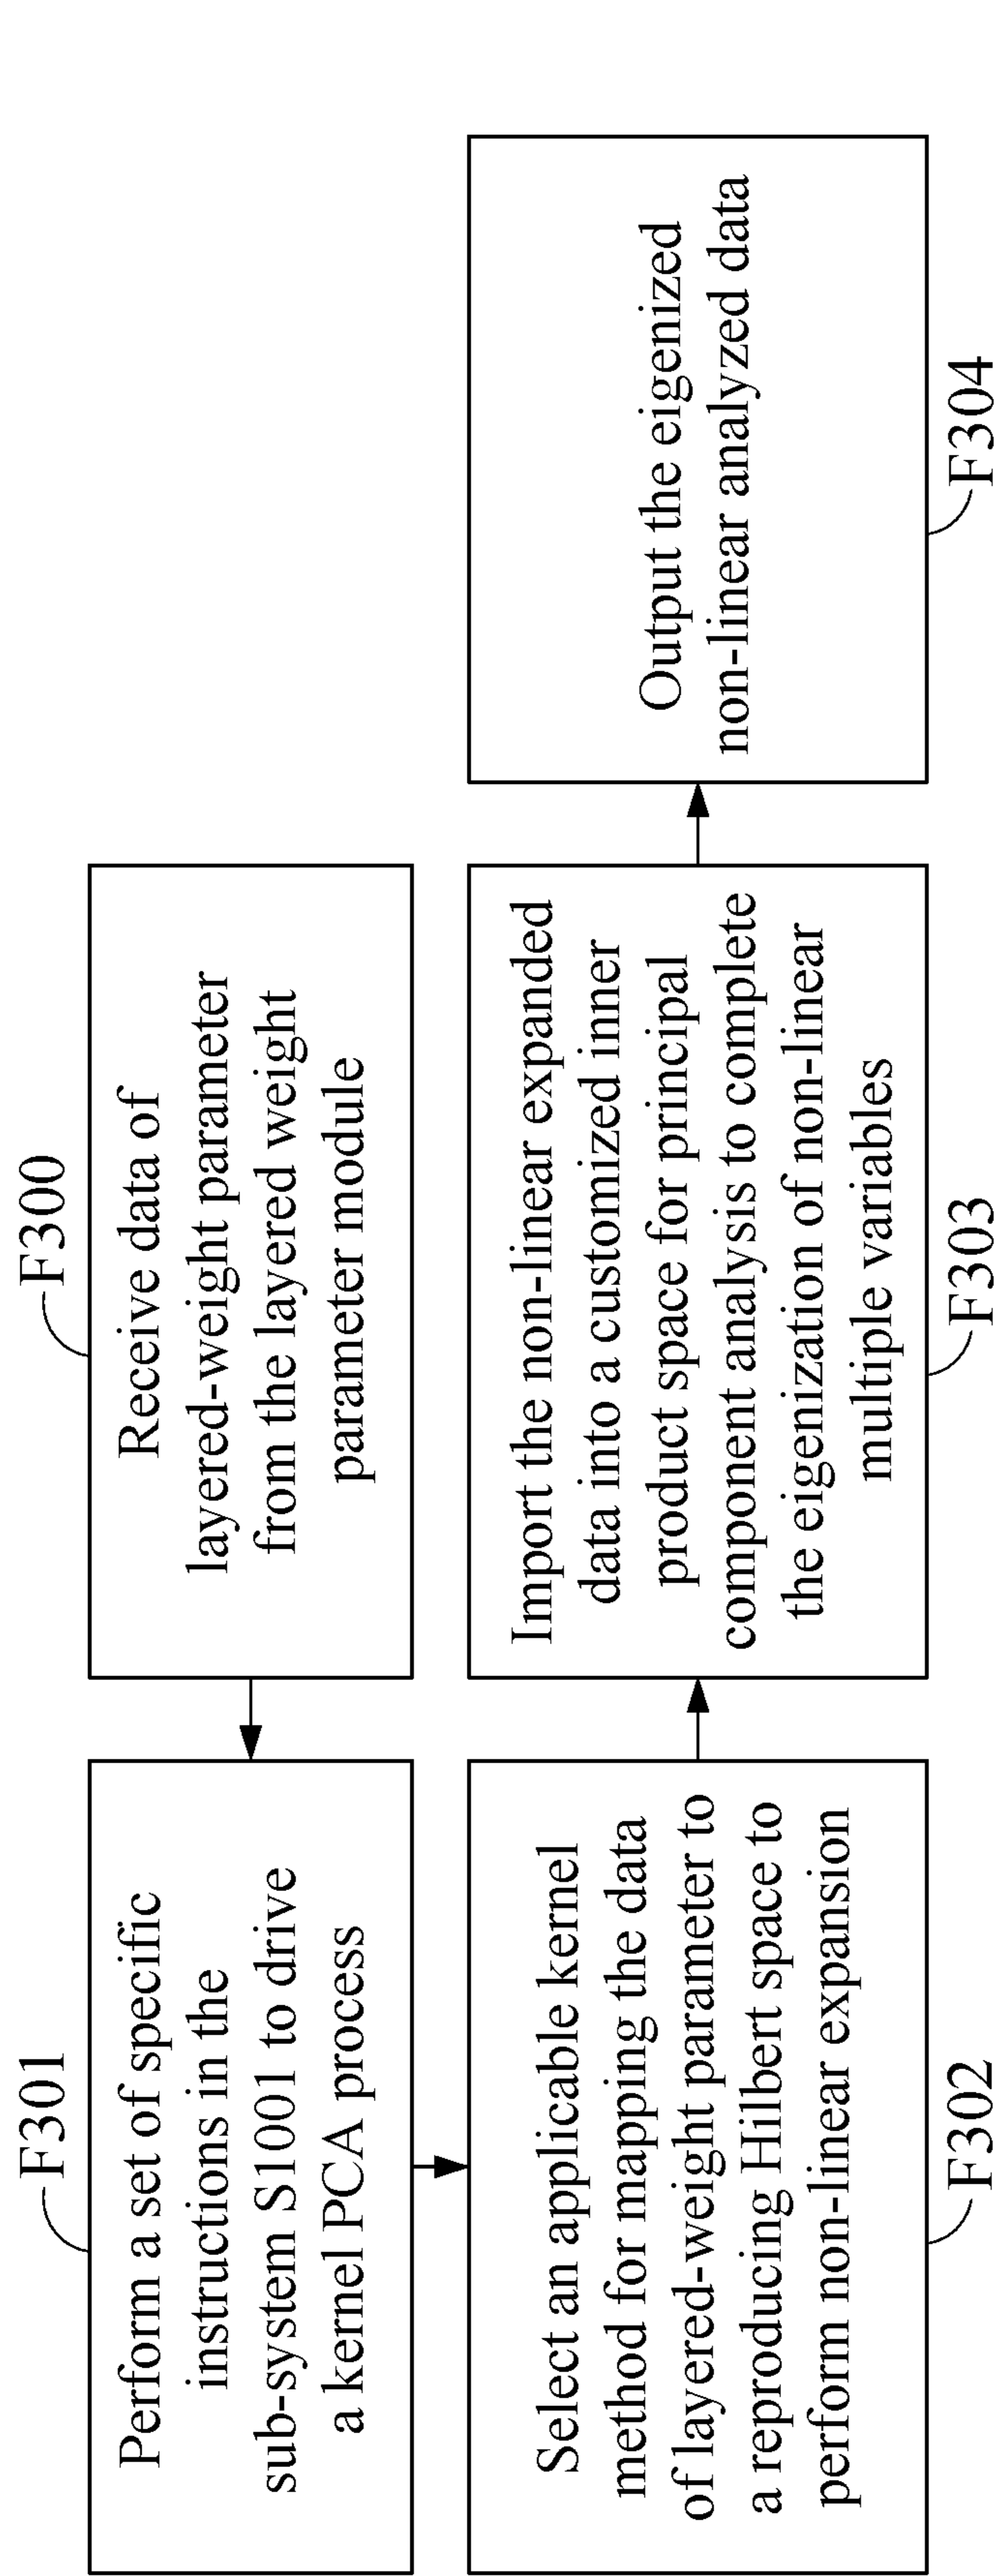 F300
Receive data of
layered-weight parameter
from the layered weight
parameter module
F301
Perform a set of specific
instructions in the
sub-system S1001 to drive
a kernel PCA process
Select an applicable kernel
method for mapping the data
of layered-weight parameter to
a reproducing Hilbert space to
perform non-linear expansion
F302
Import the non-linear expanded
data into a customized inner
product space for principal
component analysis to complete
the eigenization of non-linear
multiple variables
F303
Output the eigenized
non-linear analyzed data
F304